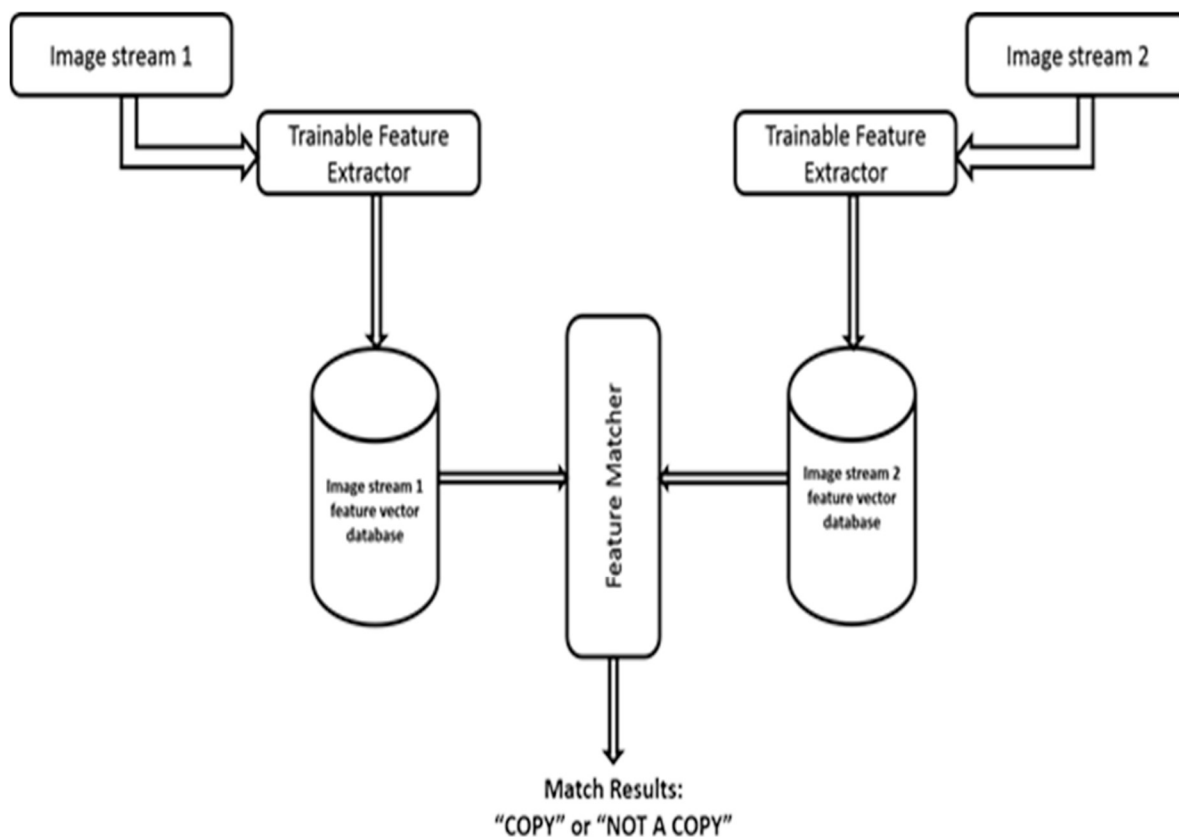 Image stream 1
Image stream 2
Trainable Feature
Extractor
Trainable Feature
Extractor
Image stream 1
feature vector
database
Feature Matcher
Image stream 2
feature vector
database
Match Results:
“COPY” or “NOT A COPY”